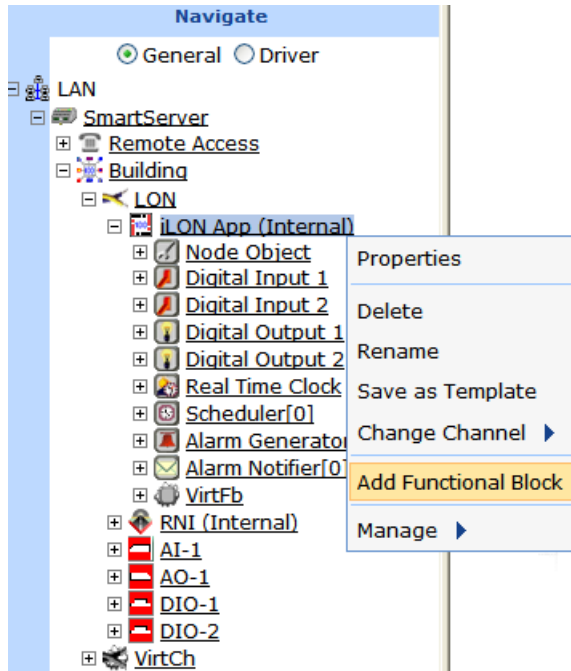 Navigate
General Driver
LAN
SmartServer
Remote Access
Building
LON
iLON App (Internal)
Node Object
Digital Input 1
Digital Input 2
Digital Output 1
Digital Output 2
Real Time Clock
Scheduler[0]
Alarm Generato
Alarm Notifier[0
VirtFb
RNI (Internal)
AI-1
AO-1
DIO-1
DIO-2
VirtCh
Properties
Delete
Rename
Save as Template
Change Channel
Add Functional Block
Manage